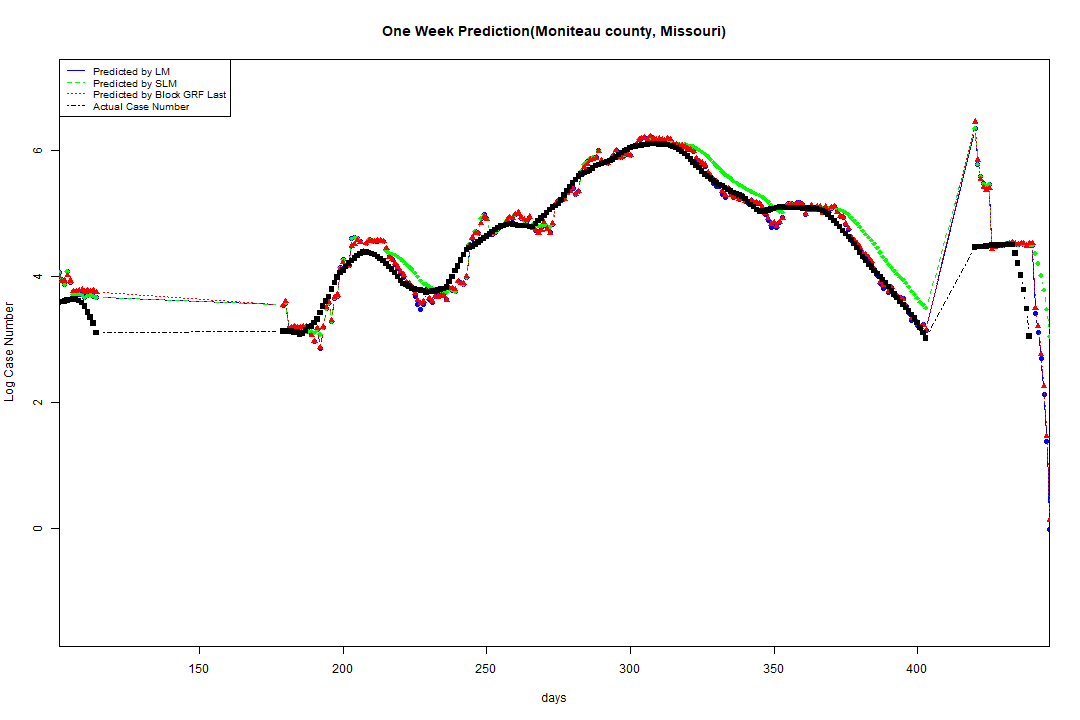 One Week Prediction(Moniteau county, Missouri)
Predicted by LM
Predicted by SLM
Predicted by Block GRF Last
Actual Case Number
Log Case Number
6
4
2
0
150 200 250 300 350 400
days